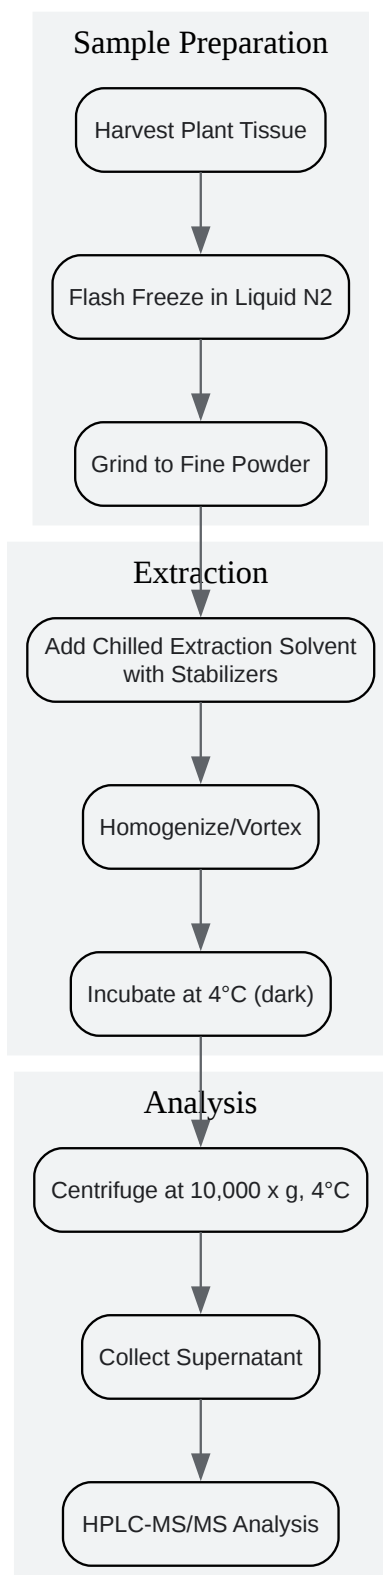 Sample Preparation
Harvest Plant Tissue
Flash Freeze in Liquid N2
Grind to Fine Powder
Extraction
Add Chilled Extraction Solvent
with Stabilizers
Homogenize/Vortex
Incubate at 4°C (dark)
Analysis
Centrifuge at 10,000 x g, 4°C
Collect Supernatant
HPLC-MS/MS Analysis